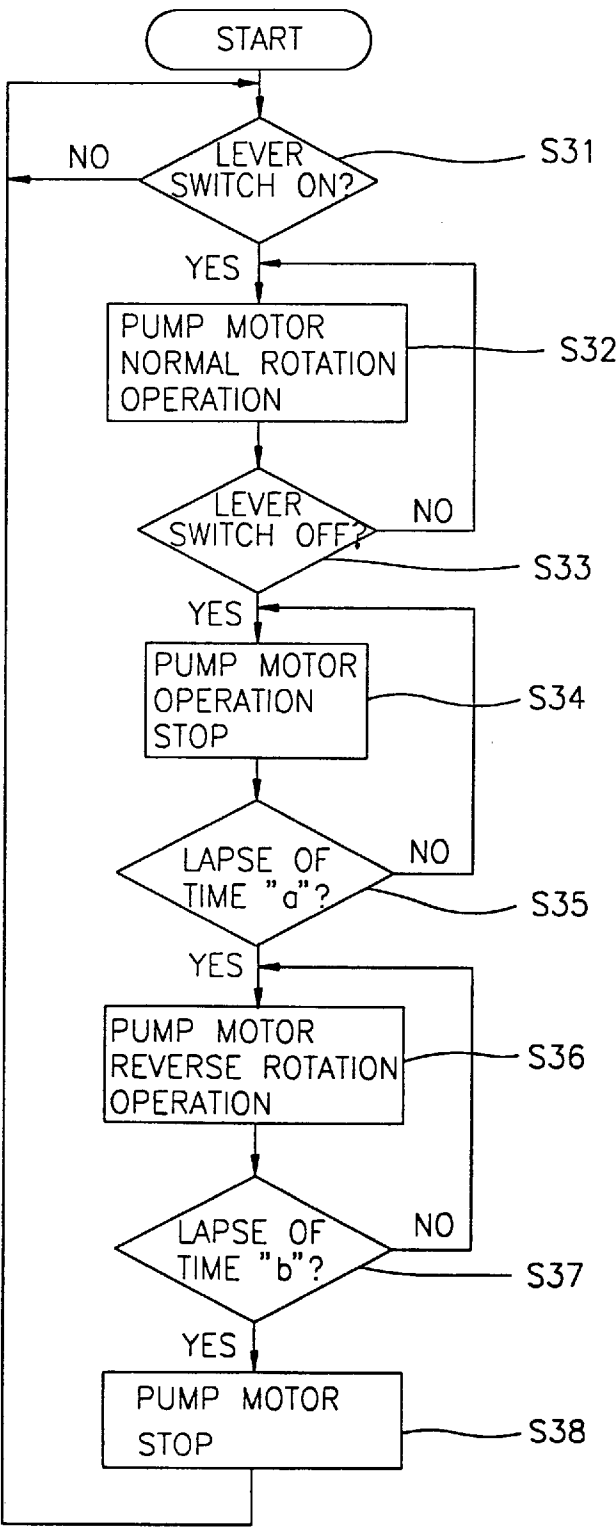 START
NO
LEVER
SWITCH ON?
S31
YES
PUMP MOTOR
NORMAL ROTATION
OPERATION
S32
LEVER
SWITCH OFF?
NO
S33
YES
PUMP MOTOR
OPERATION
STOP
S34
LAPSE OF
TIME "a"?
NO
S35
YES
PUMP MOTOR
REVERSE ROTATION
OPERATION
S36
LAPSE OF
TIME "b"?
NO
S37
YES
PUMP MOTOR
STOP
S38